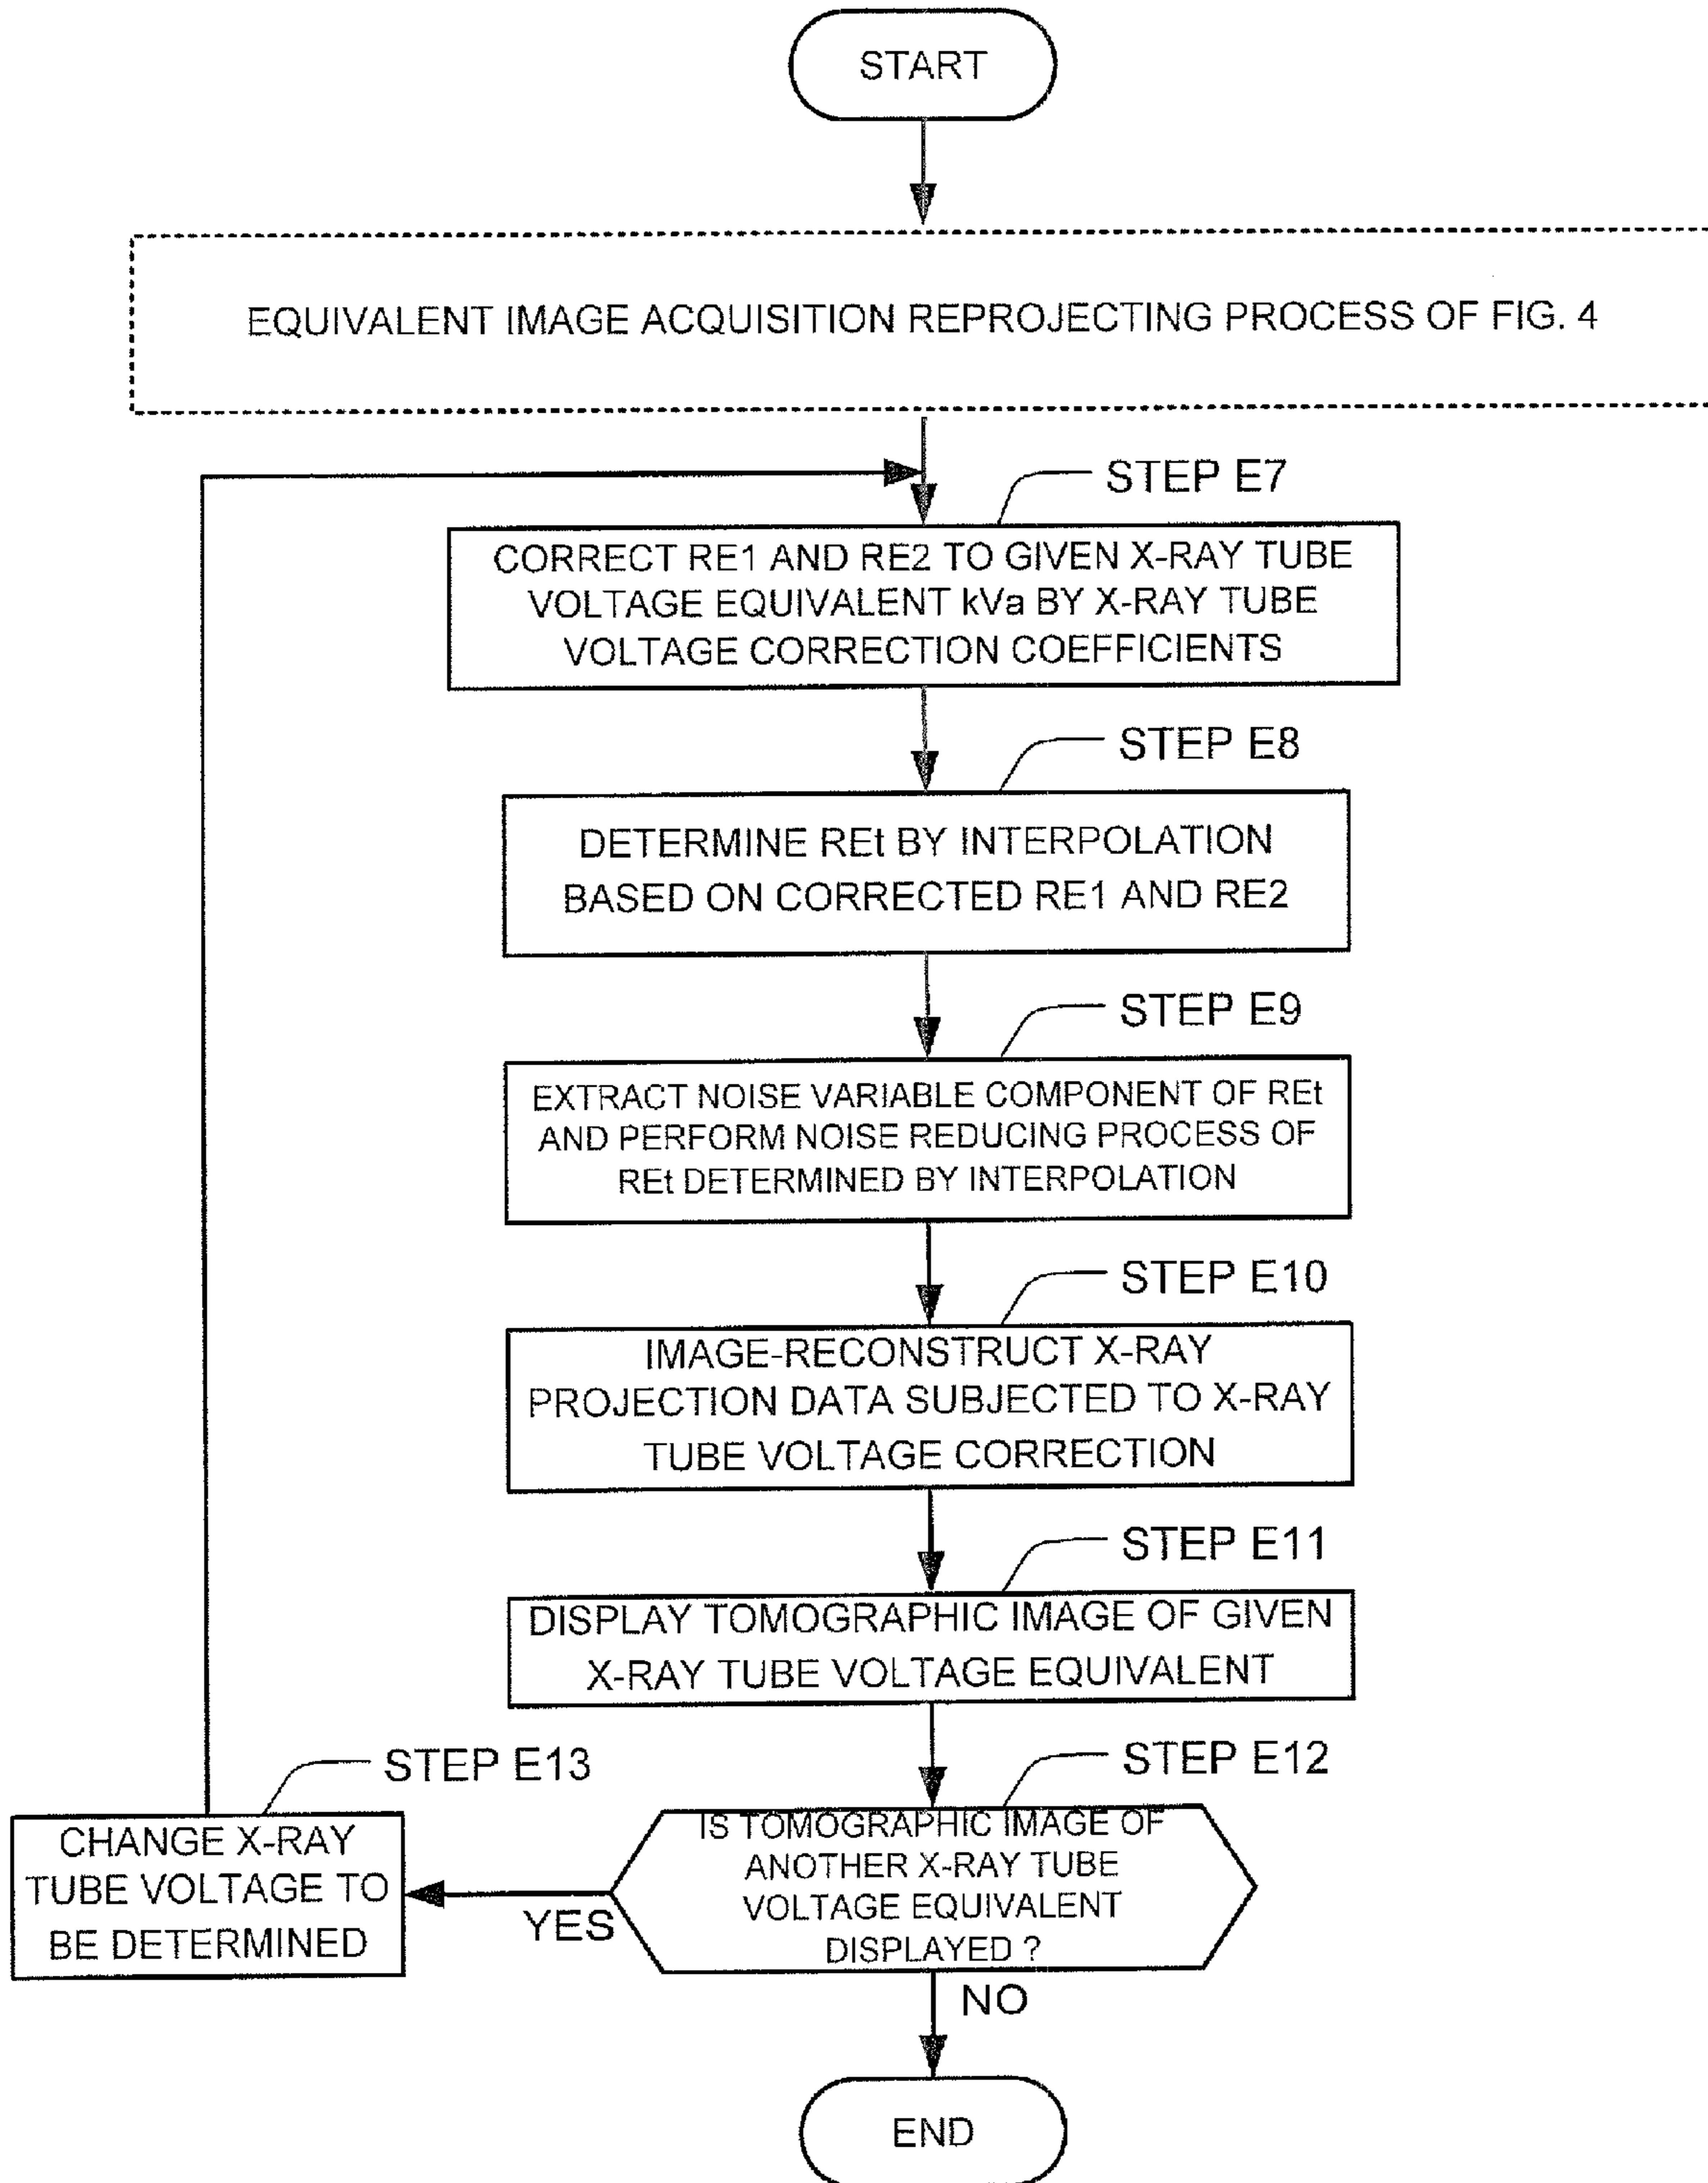 START
EQUIVALENT IMAGE ACQUISITION REPROJECTING PROCESS OF FIG. 4
STEP E7
CORRECT RE1 AND RE2 TO GIVEN X-RAY TUBE
VOLTAGE EQUIVALENT kVa BY X-RAY TUBE
VOLTAGE CORRECTION COEFFICIENTS
STEP E8
DETERMINE REt BY INTERPOLATION
BASED ON CORRECTED RE1 AND RE2
STEP E9
EXTRACT NOISE VARIABLE COMPONENT OF REt
AND PERFORM NOISE REDUCING PROCESS OF
REt DETERMINED BY INTERPOLATION
STEP E10
IMAGE-RECONSTRUCT X-RAY
PROJECTION DATA SUBJECTED TO X-RAY
TUBE VOLTAGE CORRECTION
STEP E11
DISPLAY TOMOGRAPHIC IMAGE OF GIVEN
X-RAY TUBE VOLTAGE EQUIVALENT
STEP E12
IS TOMOGRAPHIC IMAGE OF
ANOTHER X-RAY TUBE
VOLTAGE EQUIVALENT
DISPLAYED ?
STEP E13
CHANGE X-RAY
TUBE VOLTAGE TO
BE DETERMINED
YES
NO
END